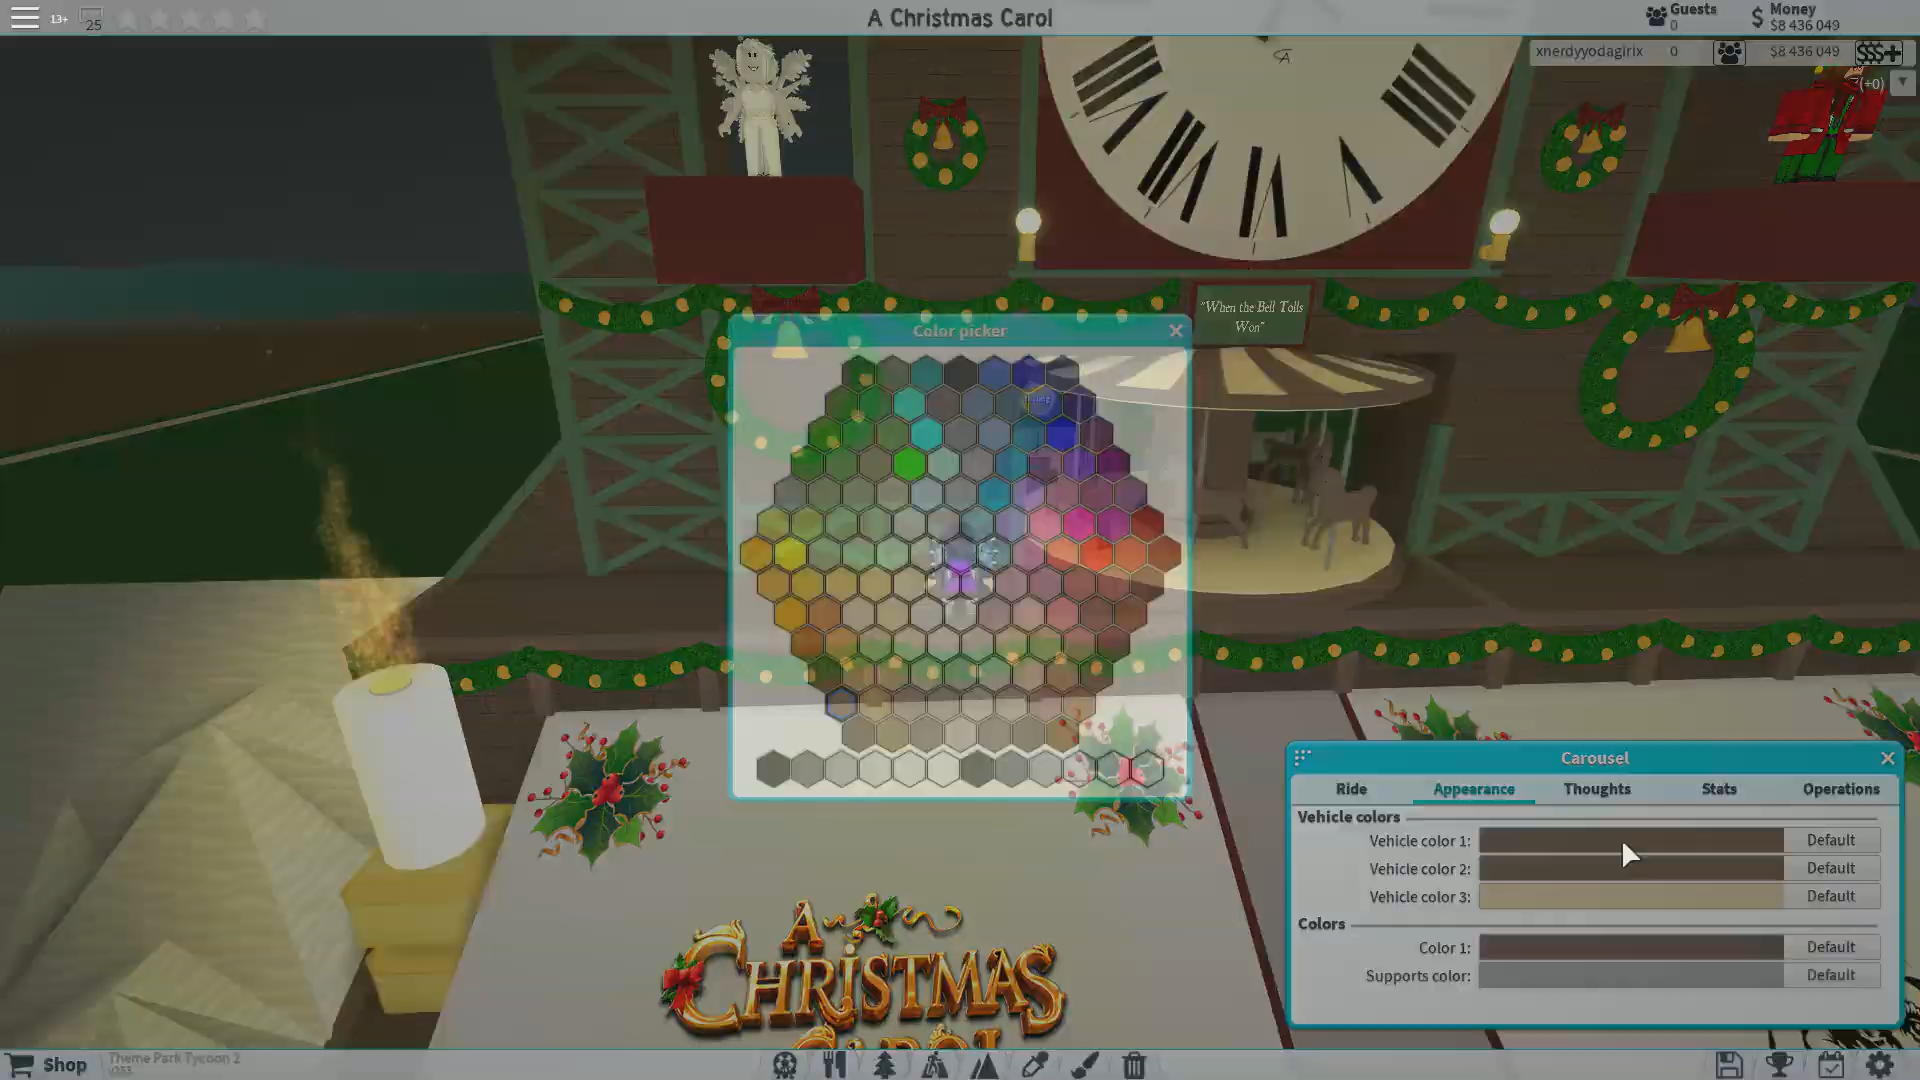 13+
25
A Christmas Carol
Guests
0
Money
$8 436 049
xnerdyyodagirlx 0 $8 436 049
(+0)
"When the Bell Tolls
Won"
Color picker
Carousel
Ride Appearance Thoughts Stats Operations
Vehicle colors
Vehicle color 1: Default
Vehicle color 2: Default
Vehicle color 3: Default
Colors
Color 1: Default
Supports color: Default
A
CHRISTMAS
CAROL
Shop
Theme Park Tycoon 2